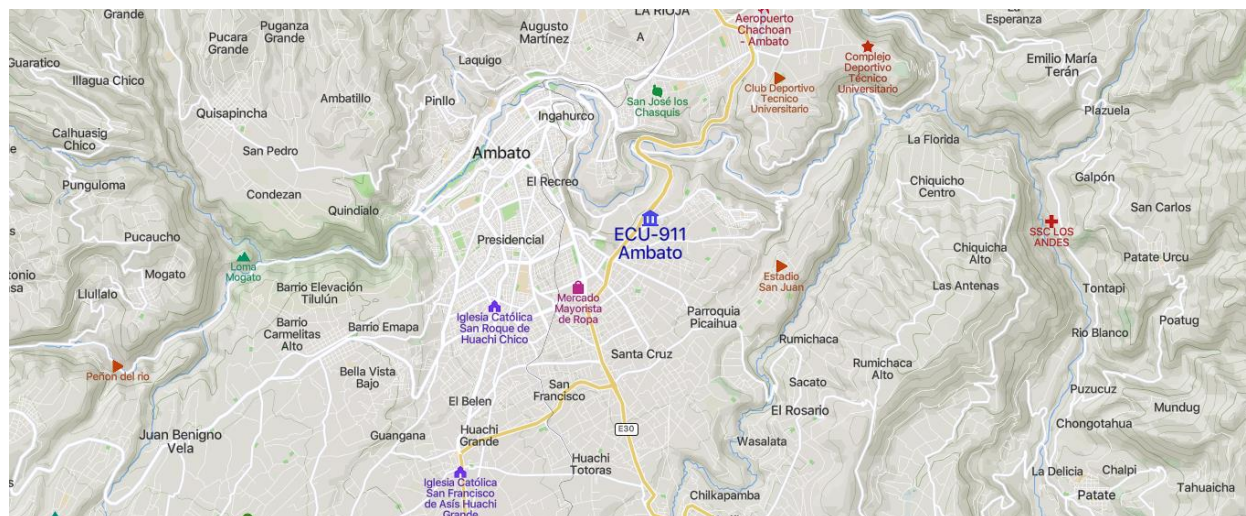 Grande
Pucara
Grande
Puganza
Grande
Augusto
Martínez
LA RIOJA
A
Aeropuerto
Chachoan
- Ambato
Complejo
Deportivo
Técnico
Universitario
La
Esperanza
Emilio María
Terán
Guaratico
Illagua Chico
Laquigo
Ambatillo
Pinllo
San José los
Chasquis
Club Deportivo
Tecnico
Universitario
Plazuela
Quisapincha
Ingahurco
Calhuasig
Chico
San Pedro
Ambato
La Florida
Punguloma
Condezan
El Recreo
Chiquicho
Centro
Galpón
Quindialo
San Carlos
Pucaucho
Presidencial
ECU-911
Ambato
SSC LOS
ANDES
Chiquicha
Alto
Patate Urcu
Mogato
Loma
Mogato
Estadio
San Juan
Llullalo
Barrio Elevación
Tilulún
Las Antenas
Tontapi
Mercado
Mayorista
de Ropa
Iglesia Católica
San Roque de
Huachi Chico
Parroquia
Picaihua
Barrio
Carmelitas
Alto
Barrio Emapa
Rio Blanco
Poatug
Rumichaca
Santa Cruz
Rumichaca
Alto
Peñon del rio
Bella Vista
Bajo
San
Francisco
Sacato
Puzucuz
El Belen
El Rosario
Mundug
Chongotahua
Juan Benigno
Vela
Guangana
Huachi
Grande
E30
Wasalata
Huachi
Totoras
La Delicia
Chalpi
Iglesia Católica
San Francisco
de Asís Huachi
Grande
Chilkapamba
Patate
Tahuaicha